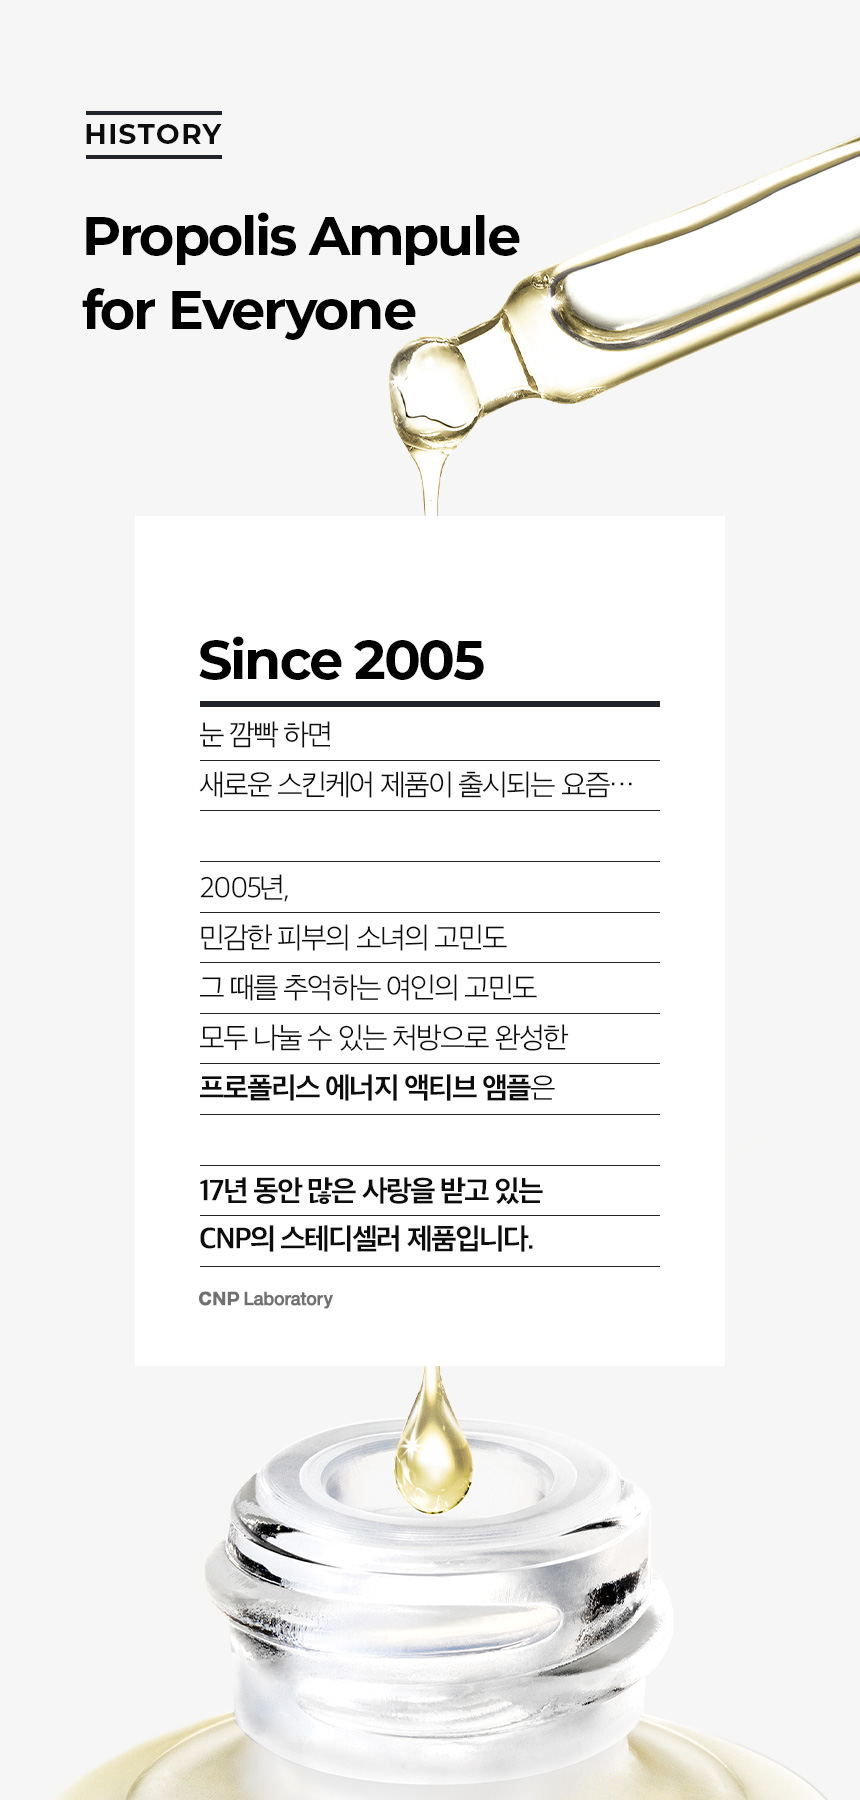 HISTORY
Propolis Ampule
for Everyone
Since 2005
눈 깜빡 하면
새로운 스킨케어 제품이 출시되는 요즘…
2005년,
민감한 피부의 소녀의 고민도
그 때를 추억하는 여인의 고민도
모두 나눌 수 있는 처방으로 완성한
프로폴리스 에너지 액티브 앰플은
17년 동안 많은 사랑을 받고 있는
CNP의 스테디셀러 제품입니다.
CNP Laboratory